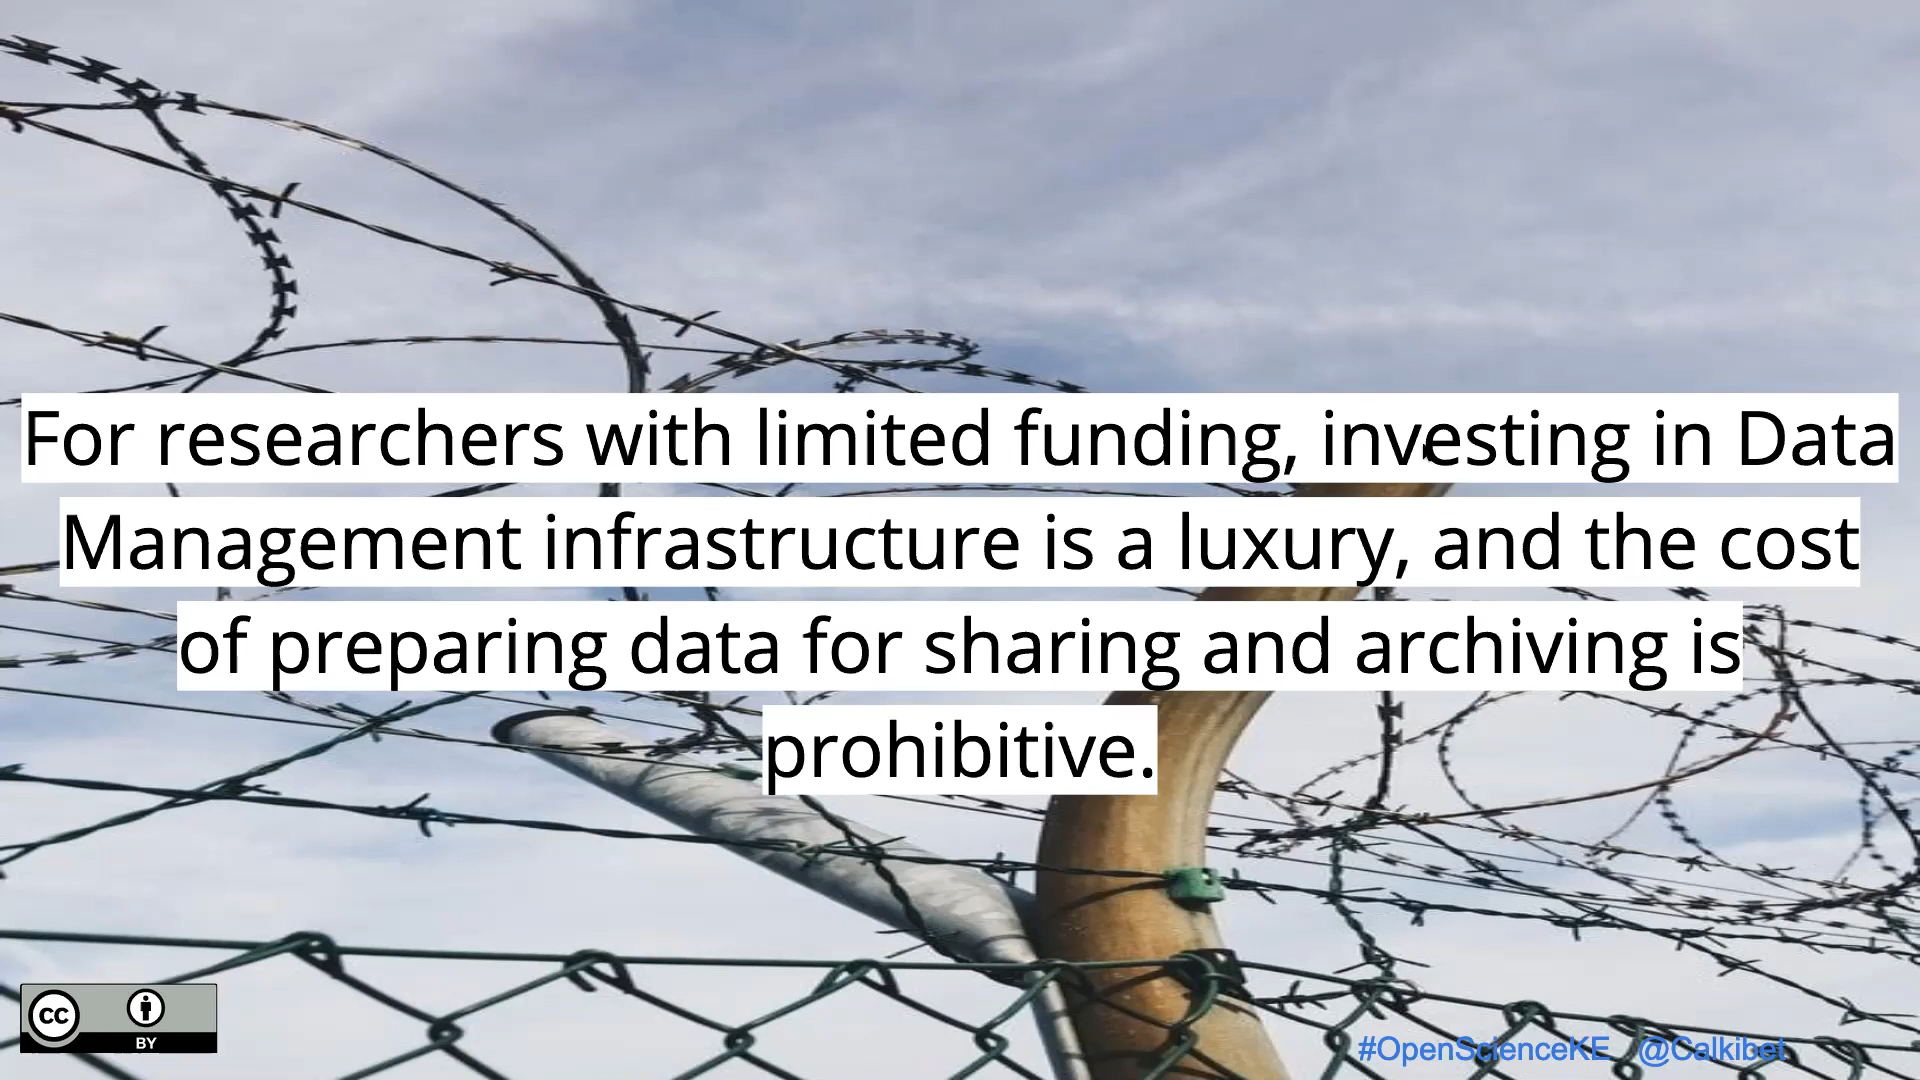 For researchers with limited funding, investing in Data
Management infrastructure is a luxury, and the cost
of preparing data for sharing and archiving is
prohibitive.
cc
BY
#OpenScienceKE @Calkibet